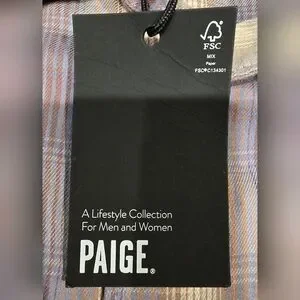 FSC
MIX
Paper
FSC® C134301
A Lifestyle Collection
For Men and Women
PAIGE®